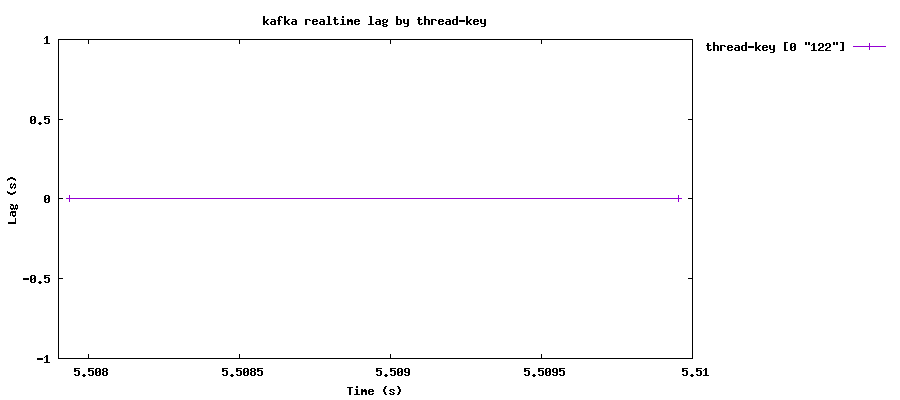 kafka realtime lag by thread-key
thread-key [0 "122"]
1
0.5
0
-0.5
-1
Lag (s)
5.508
5.5085
5.509
5.5095
5.51
Time (s)